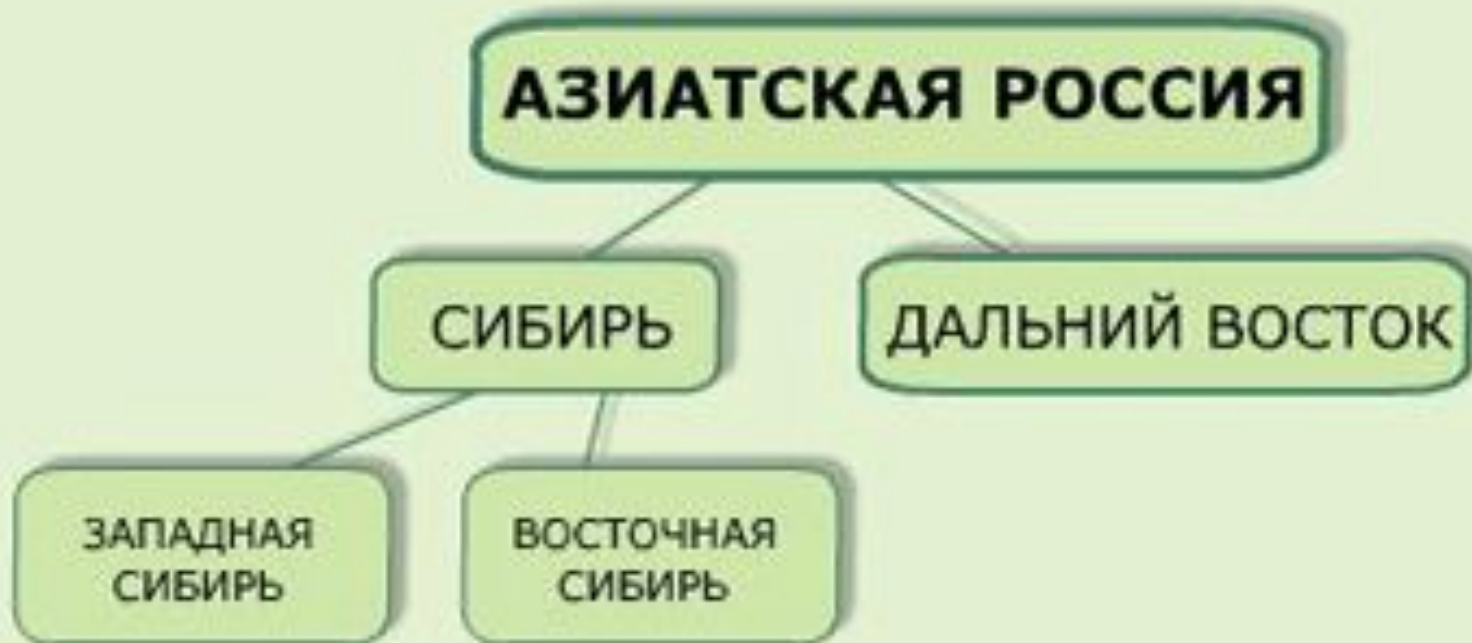 АЗИАТСКАЯ РОССИЯ
СИБИРЬ
ДАЛЬНИЙ ВОСТОК
ЗАПАДНАЯ
СИБИРЬ
ВОСТОЧНАЯ
СИБИРЬ